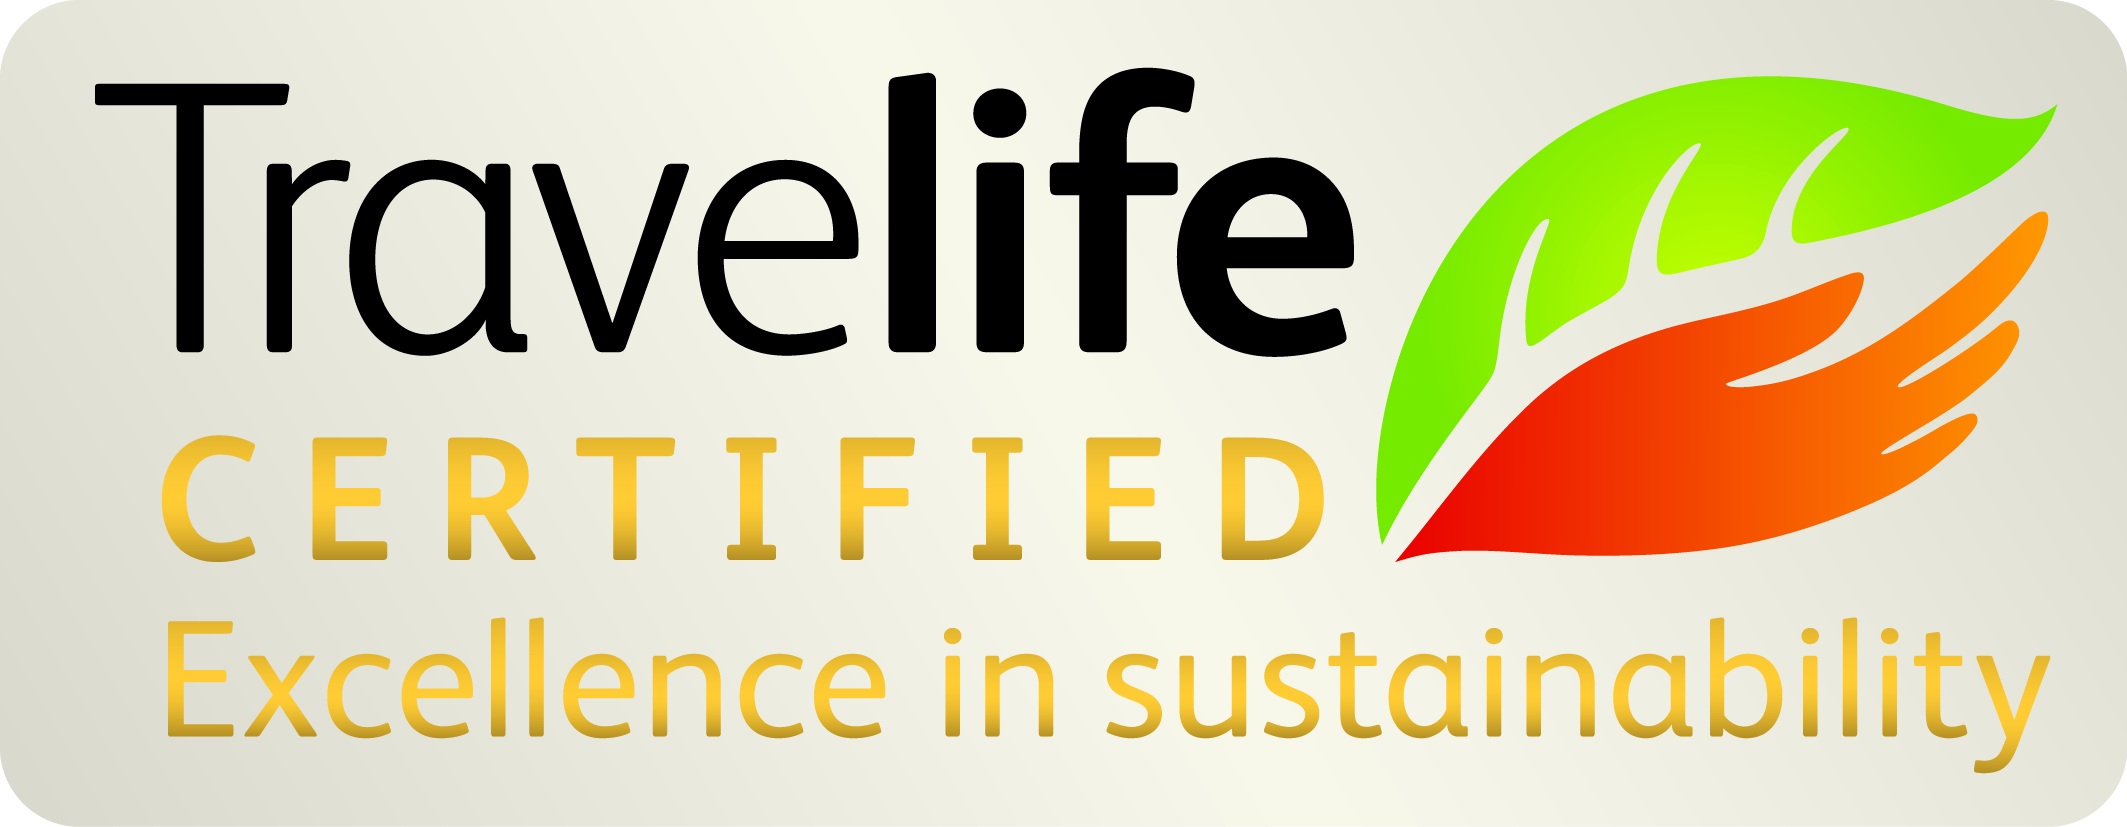 Travelife
CERTIFIED
Excellence in sustainability